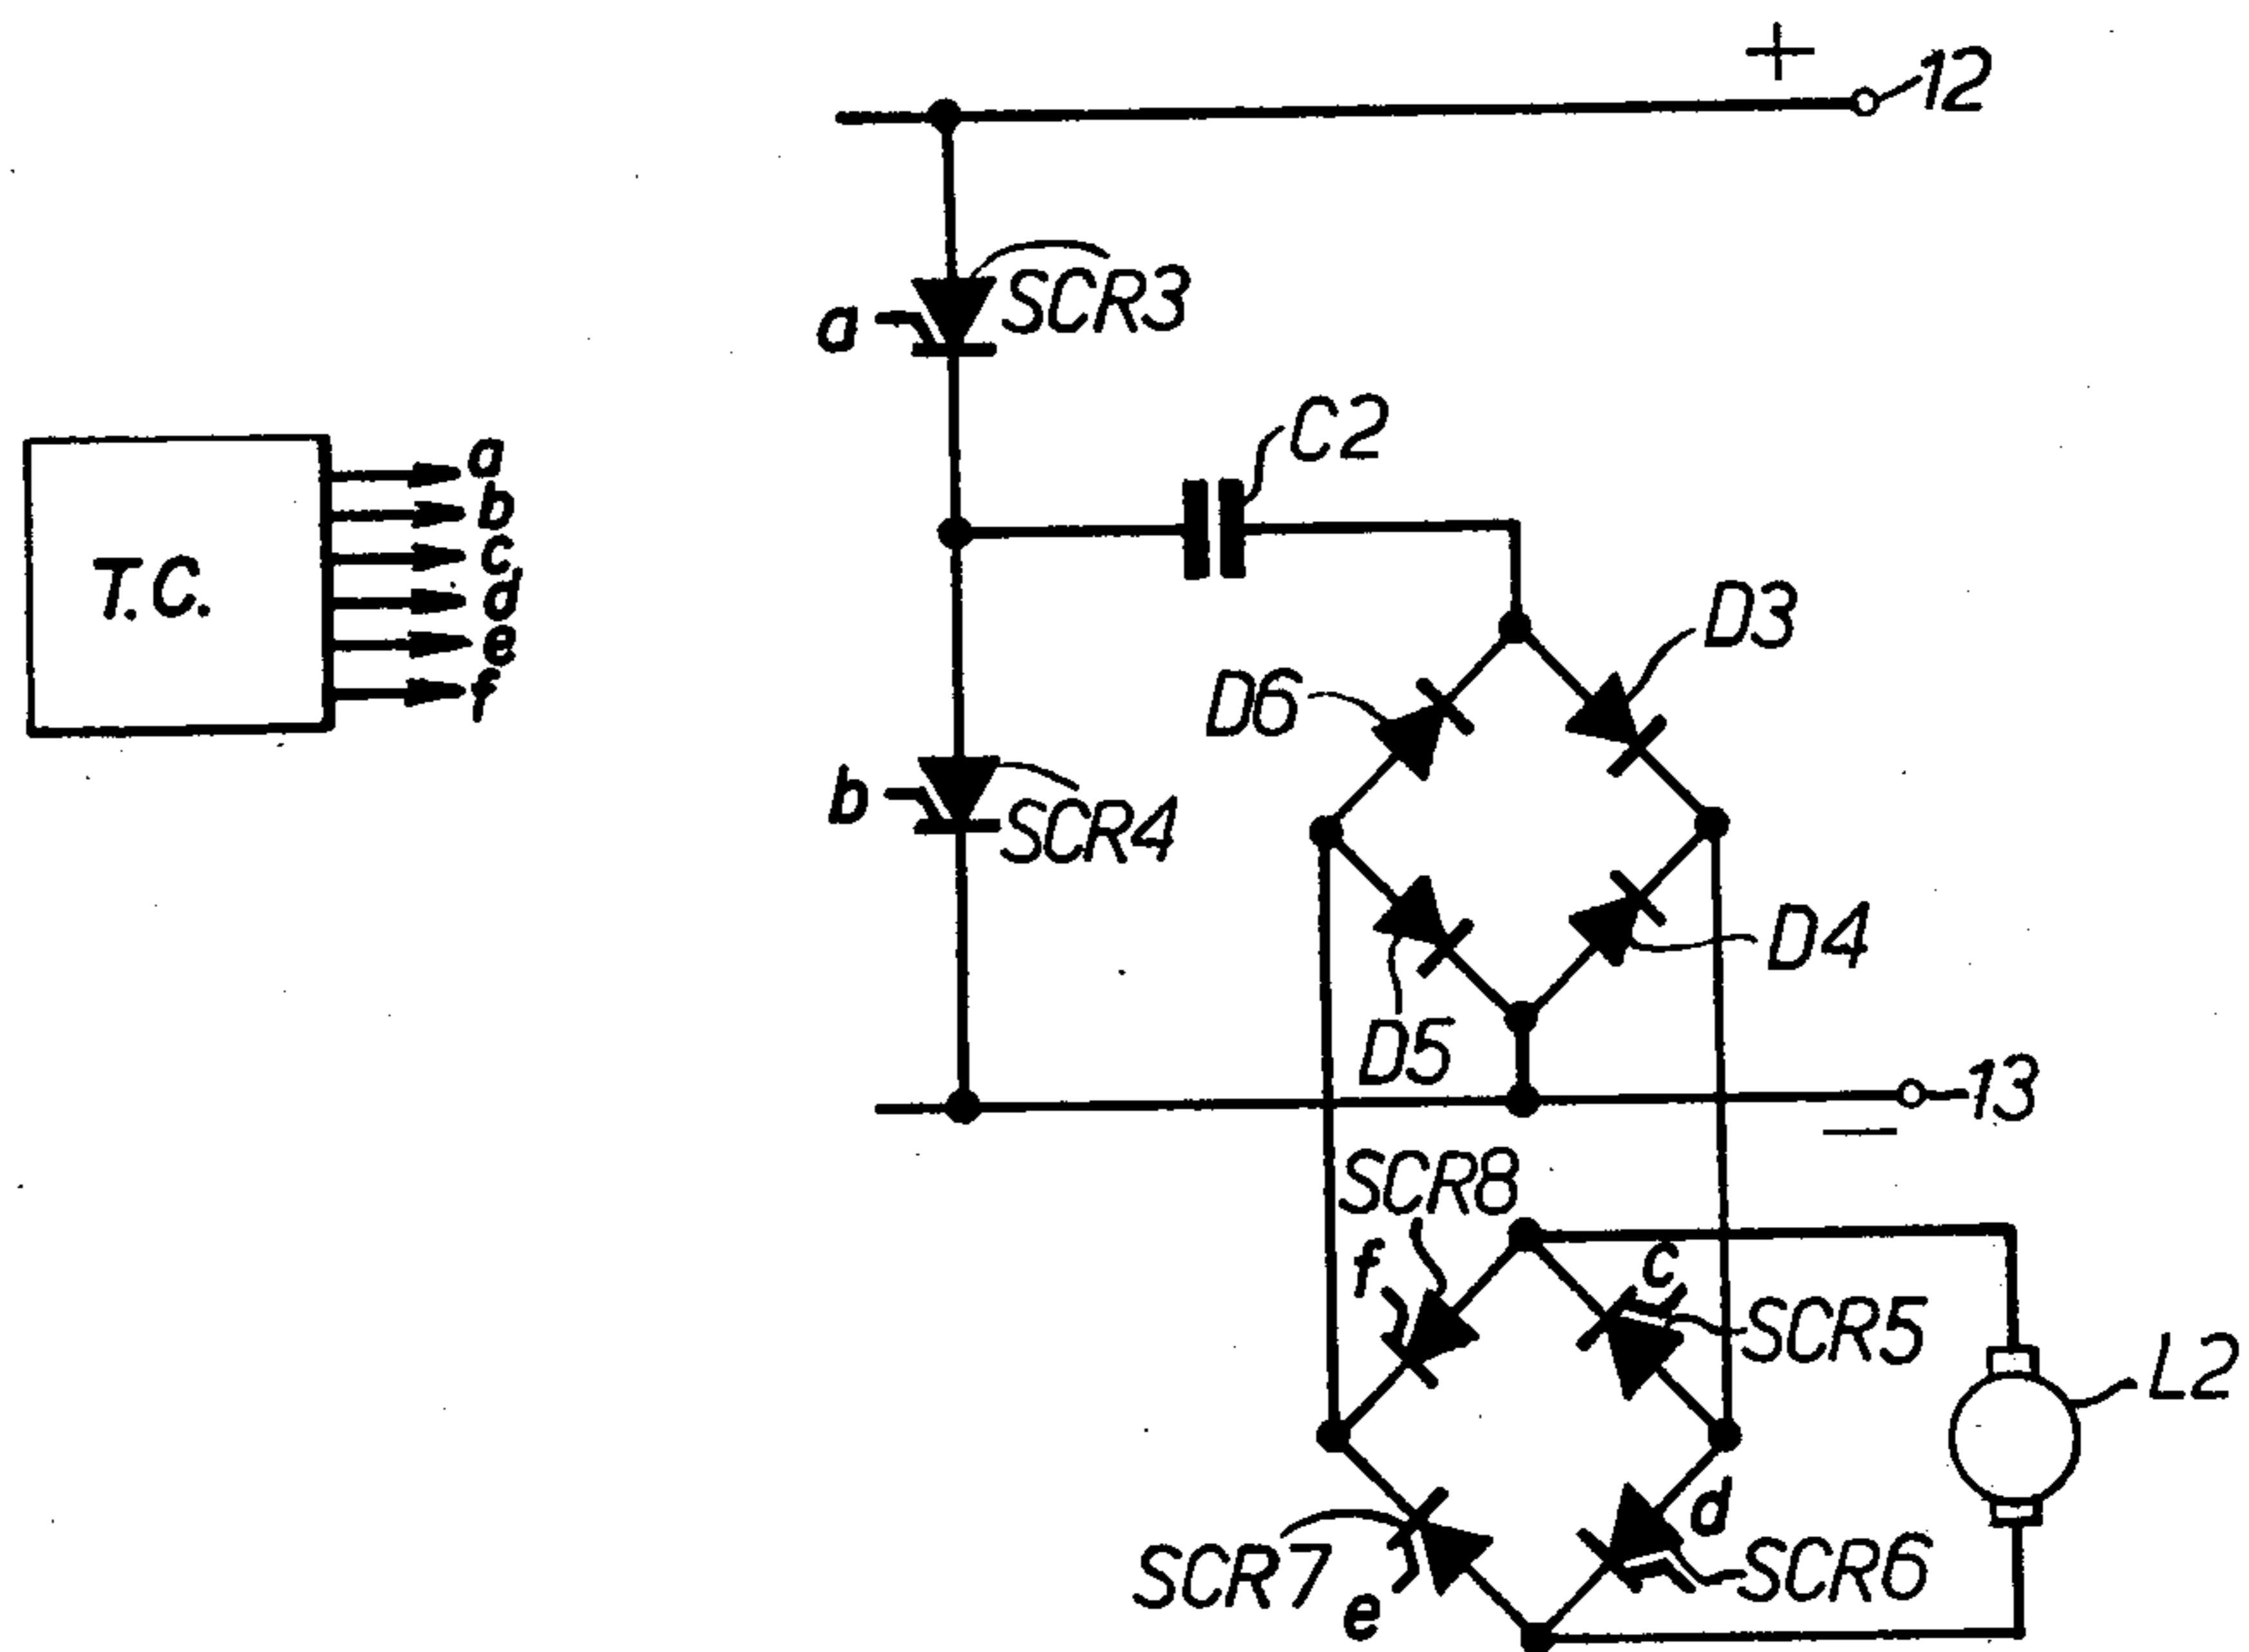 +
12
SCR3
a
C2
a
b
c
d
e
f
T.C.
D3
D6
b
SCR4
D4
D5
13
—
SCR8
f
c
SCR5
L2
d
SCR7
SCR6
e